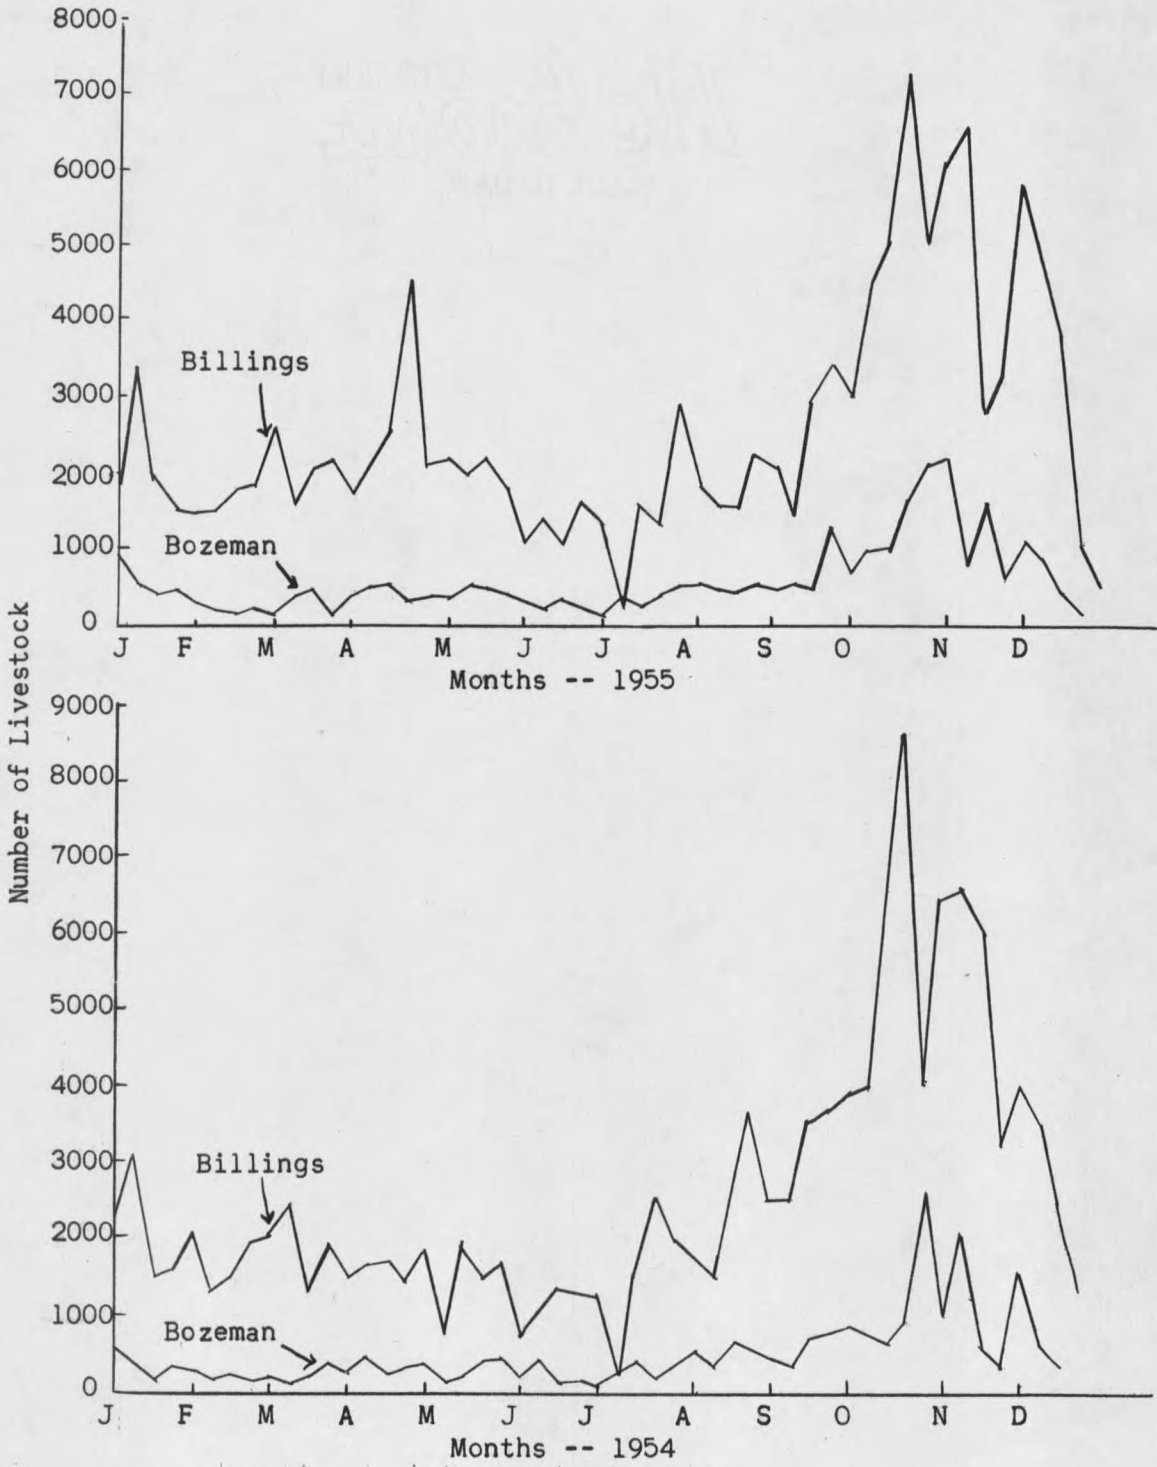 8000
7000
6000
5000
4000
3000
2000
1000
0
Billings
Bozeman
J F M A M J J A S O N D
Months -- 1955
Number of Livestock
9000
8000
7000
6000
5000
4000
3000
2000
1000
0
Billings
Bozeman
J F M A M J J A S O N D
Months -- 1954